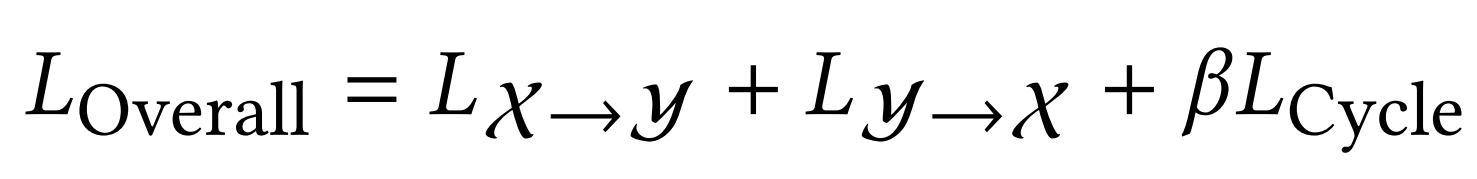 L_Overall = L_𝒳→𝒴 + L_𝒴→𝒳 + βL_Cycle